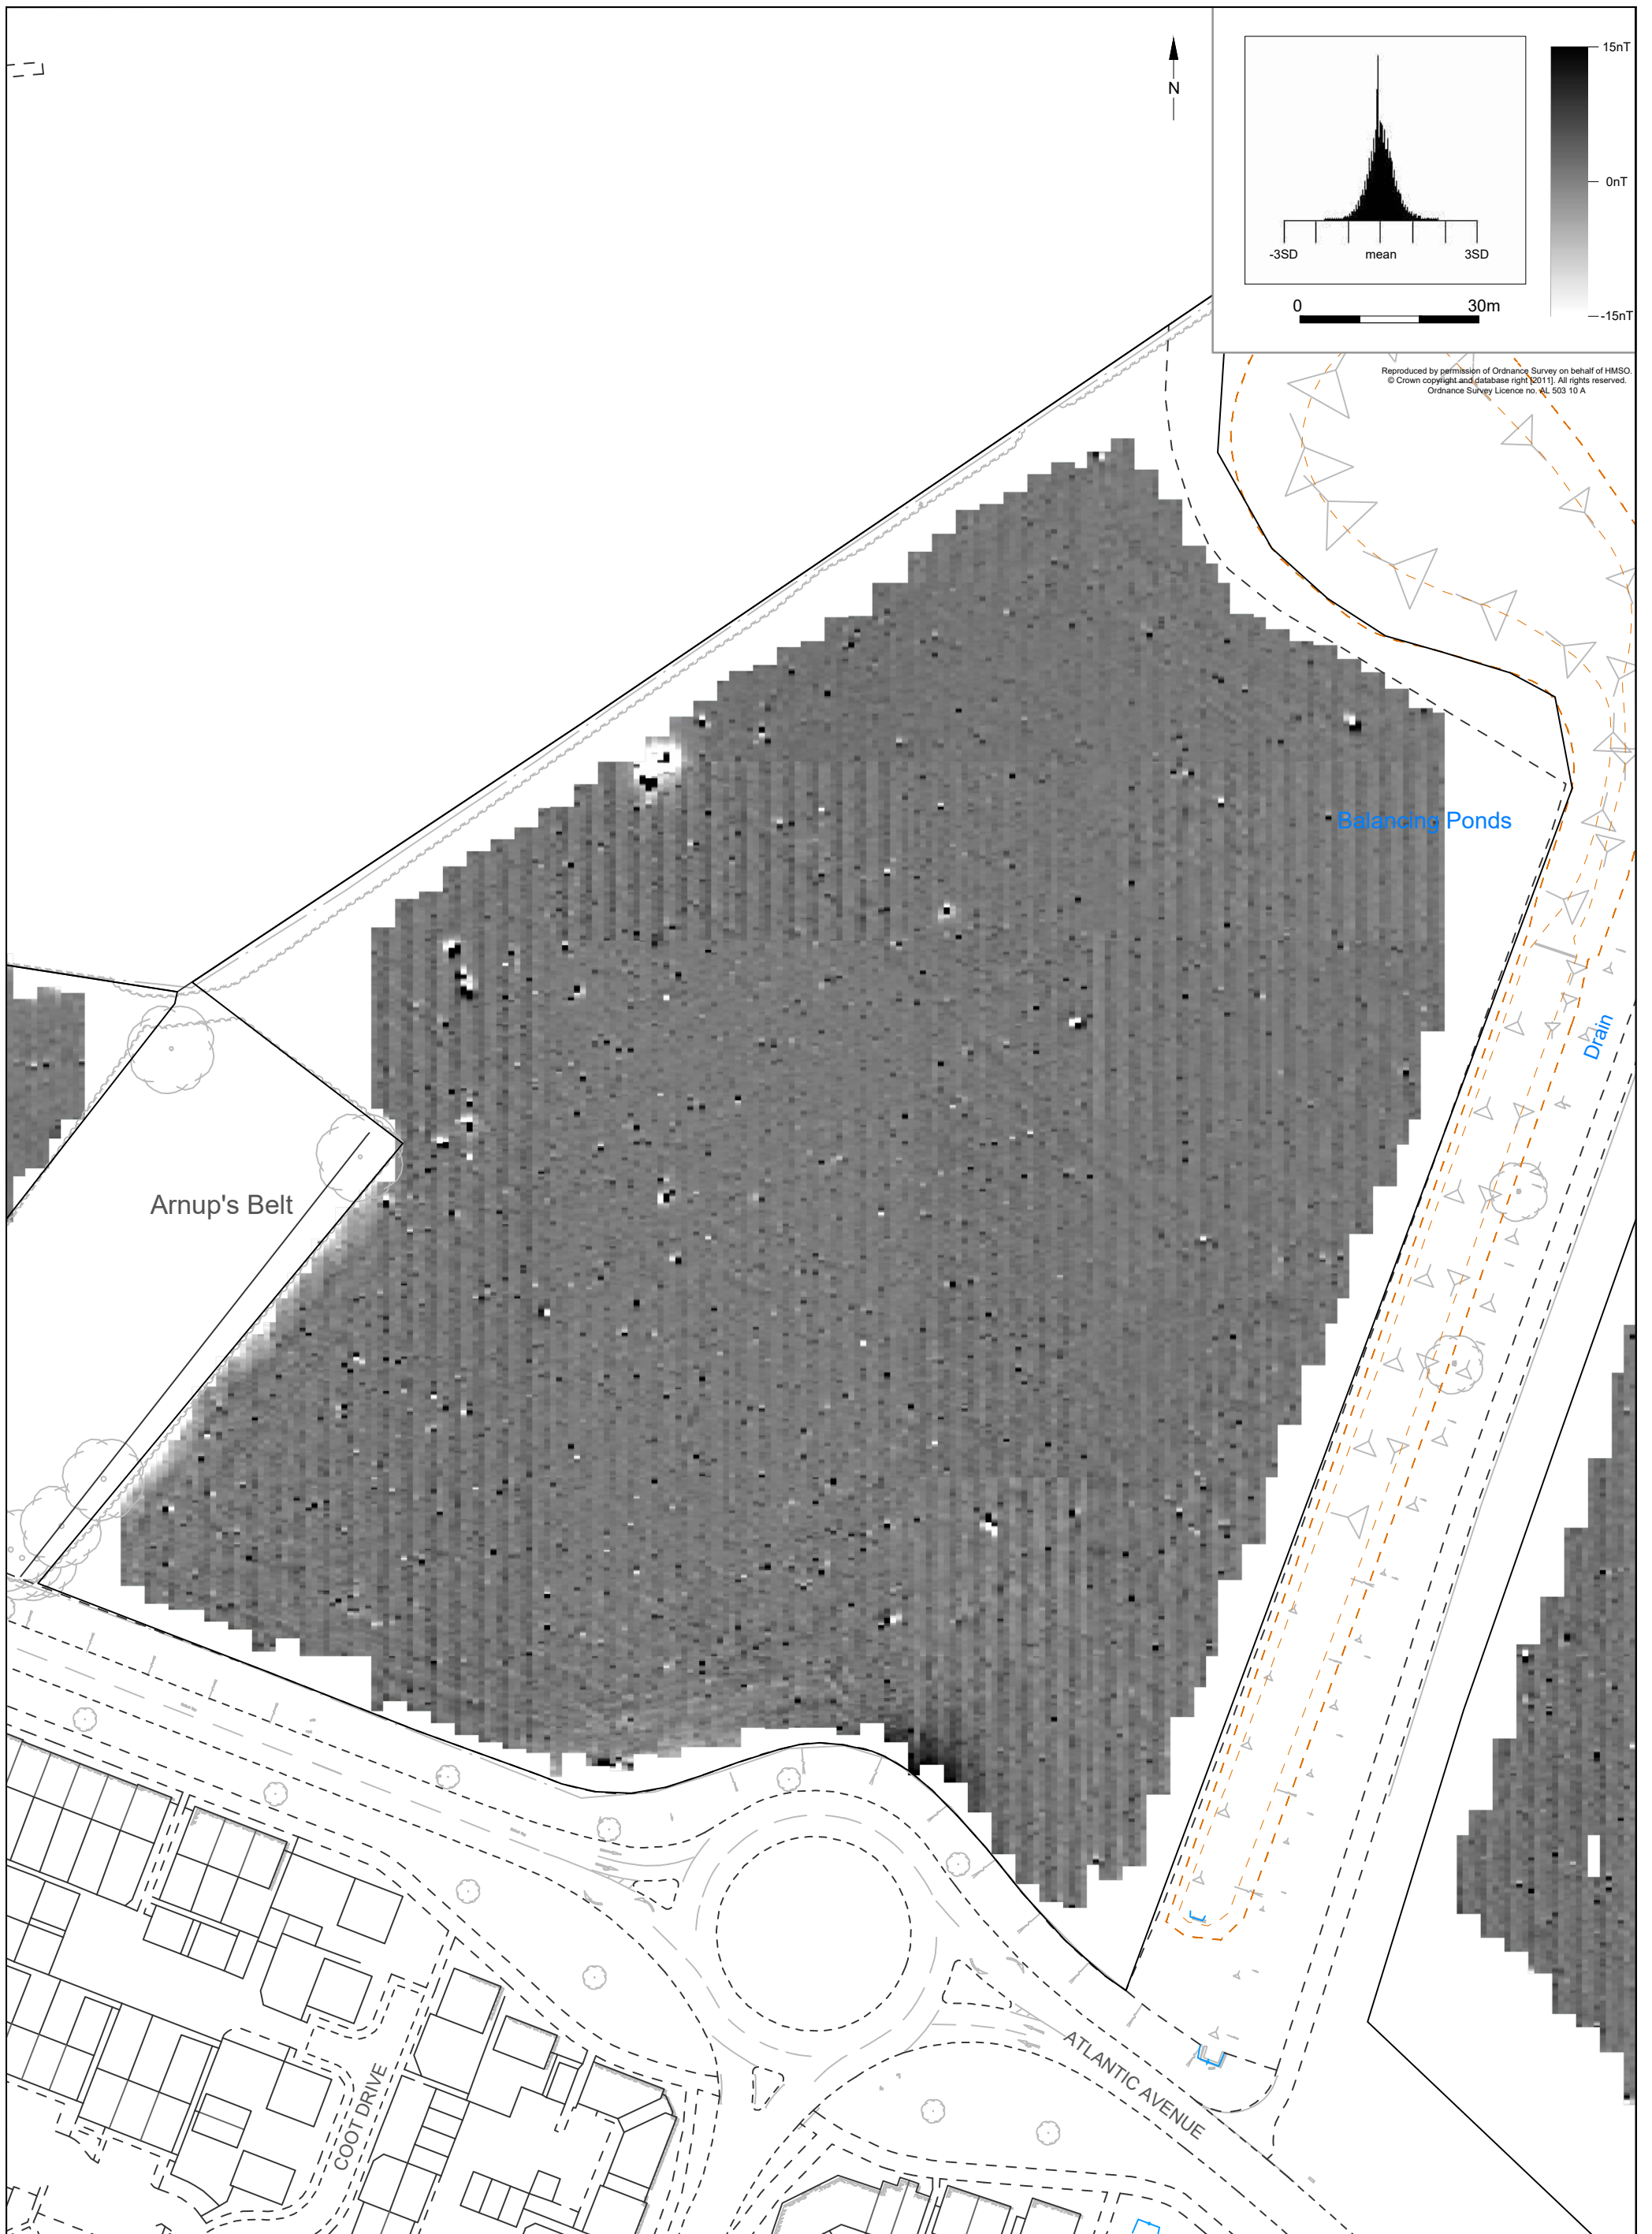 N
15nT
0nT
-15nT
-3SD
mean
3SD
0
30m
Reproduced by permission of Ordnance Survey on behalf of HMSO.
© Crown copyright and database right [2011]. All rights reserved.
Ordnance Survey Licence no. AL 503 10 A
Balancing Ponds
Drain
Arnup's Belt
ATLANTIC AVENUE
COOT DRIVE